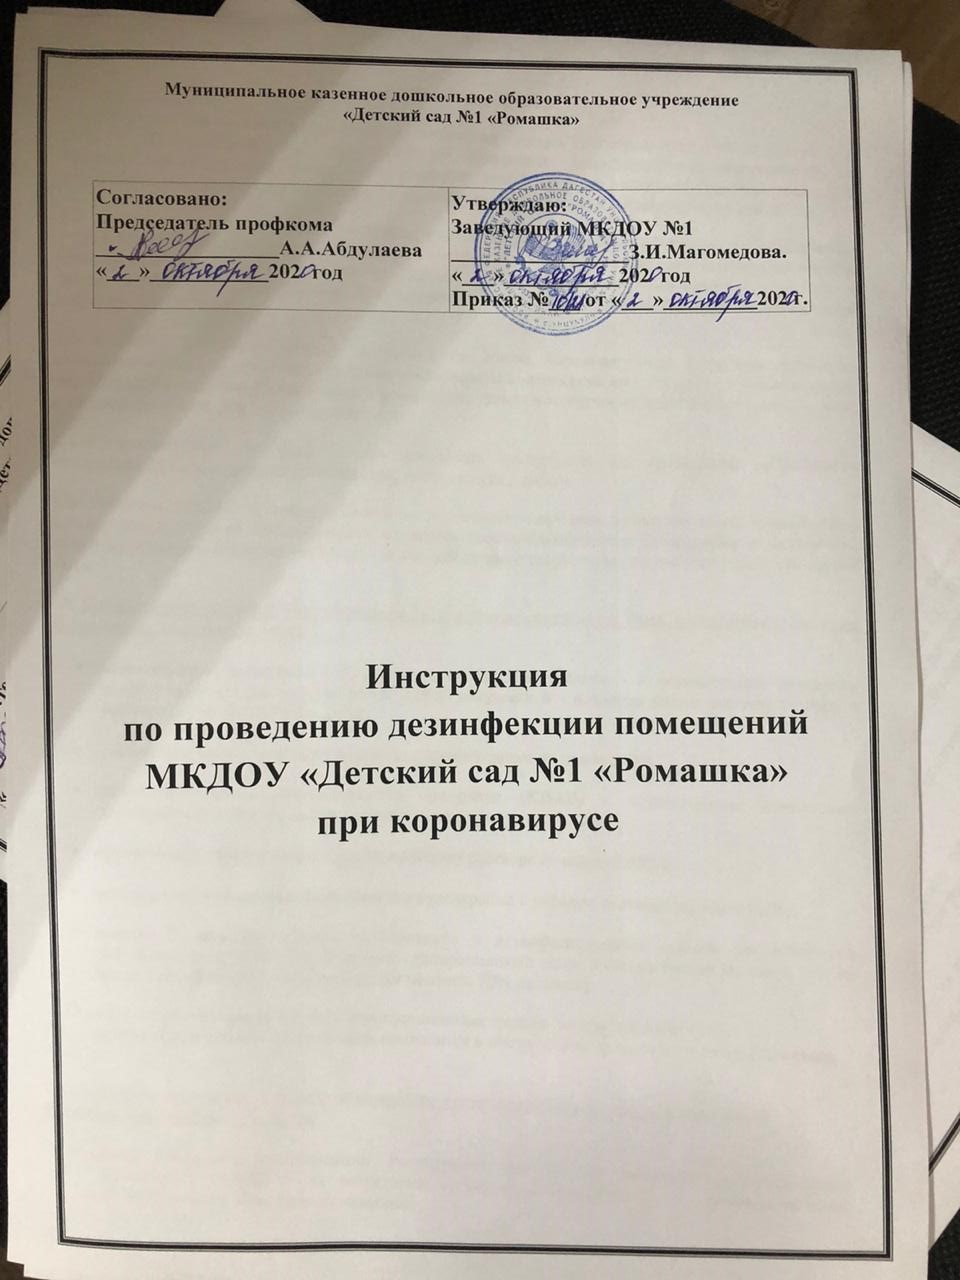 Муниципальное казенное дошкольное образовательное учреждение
«Детский сад №1 «Ромашка»
Согласовано:
Председатель профкома
А.А.Абдулаева
« 2 » октября 2020 год
Утверждаю:
Заведующий МКДОУ №1
З.И.Магомедова.
« 2 » октября 2020 год
Приказ № от « 2 » октября 2020г.
Инструкция
по проведению дезинфекции помещений
МКДОУ «Детский сад №1 «Ромашка»
при коронавирусе